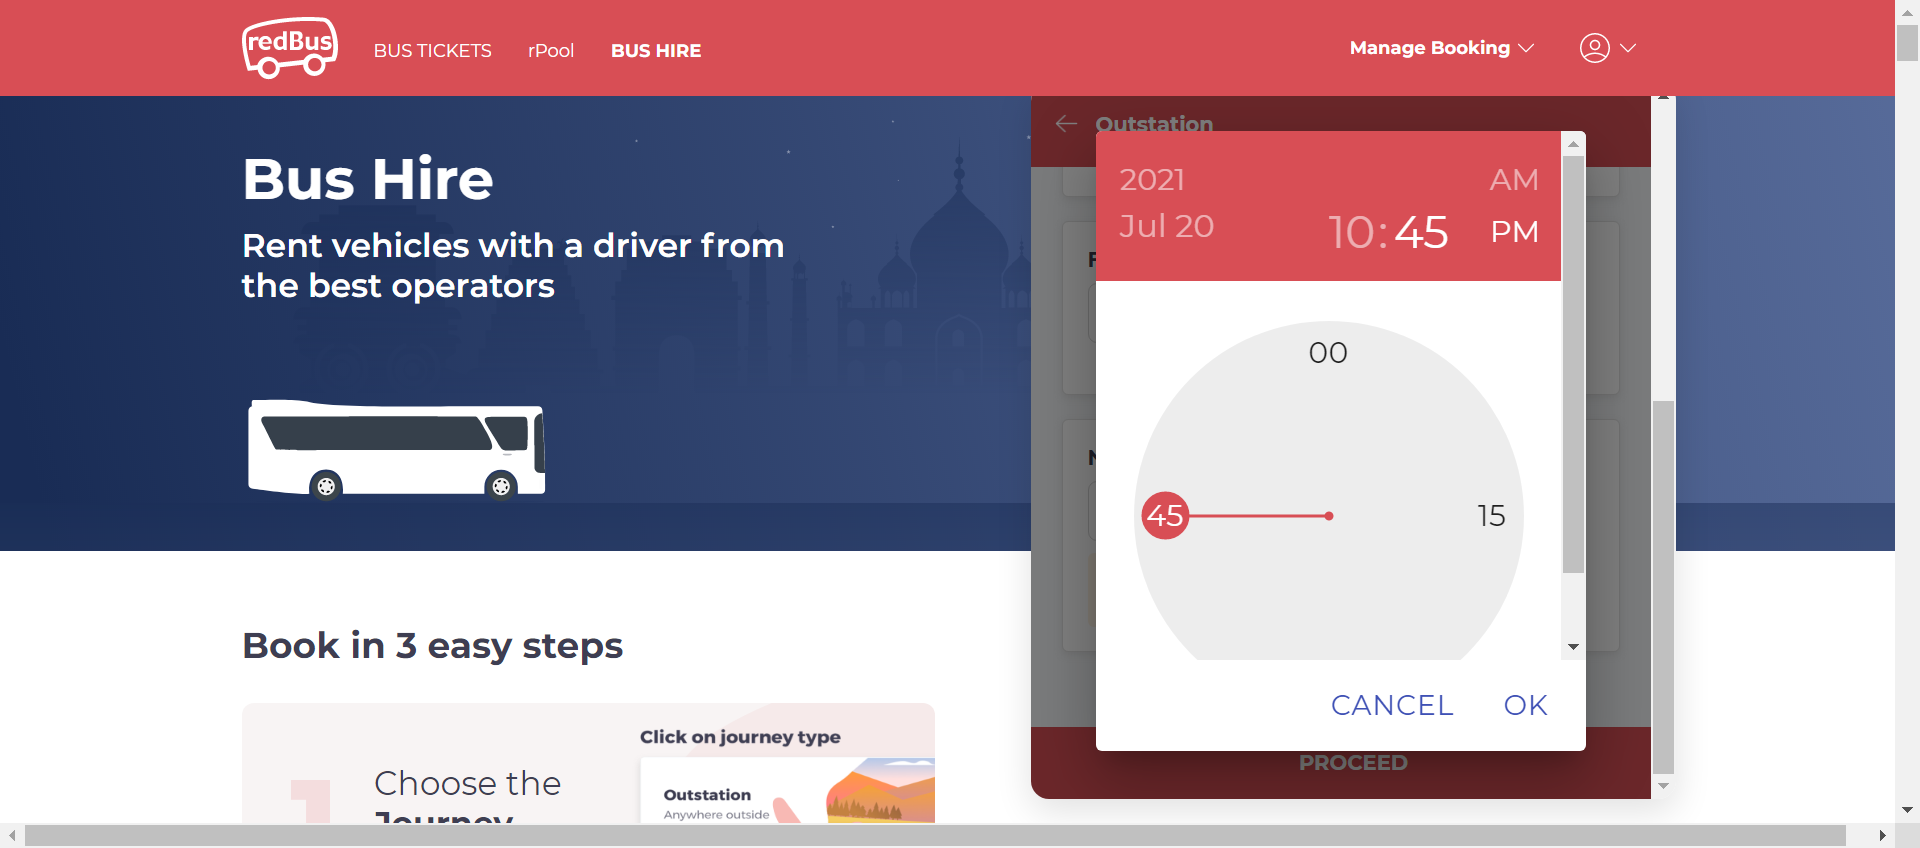 redBus
BUS TICKETS
rPool
BUS HIRE
Manage Booking
Bus Hire
Rent vehicles with a driver from
the best operators
Outstation
2021
Jul 20
10:45
AM
PM
00
45
15
CANCEL
OK
PROCEED
Book in 3 easy steps
1
Choose the
Journey
Click on journey type
Outstation
Anywhere outside